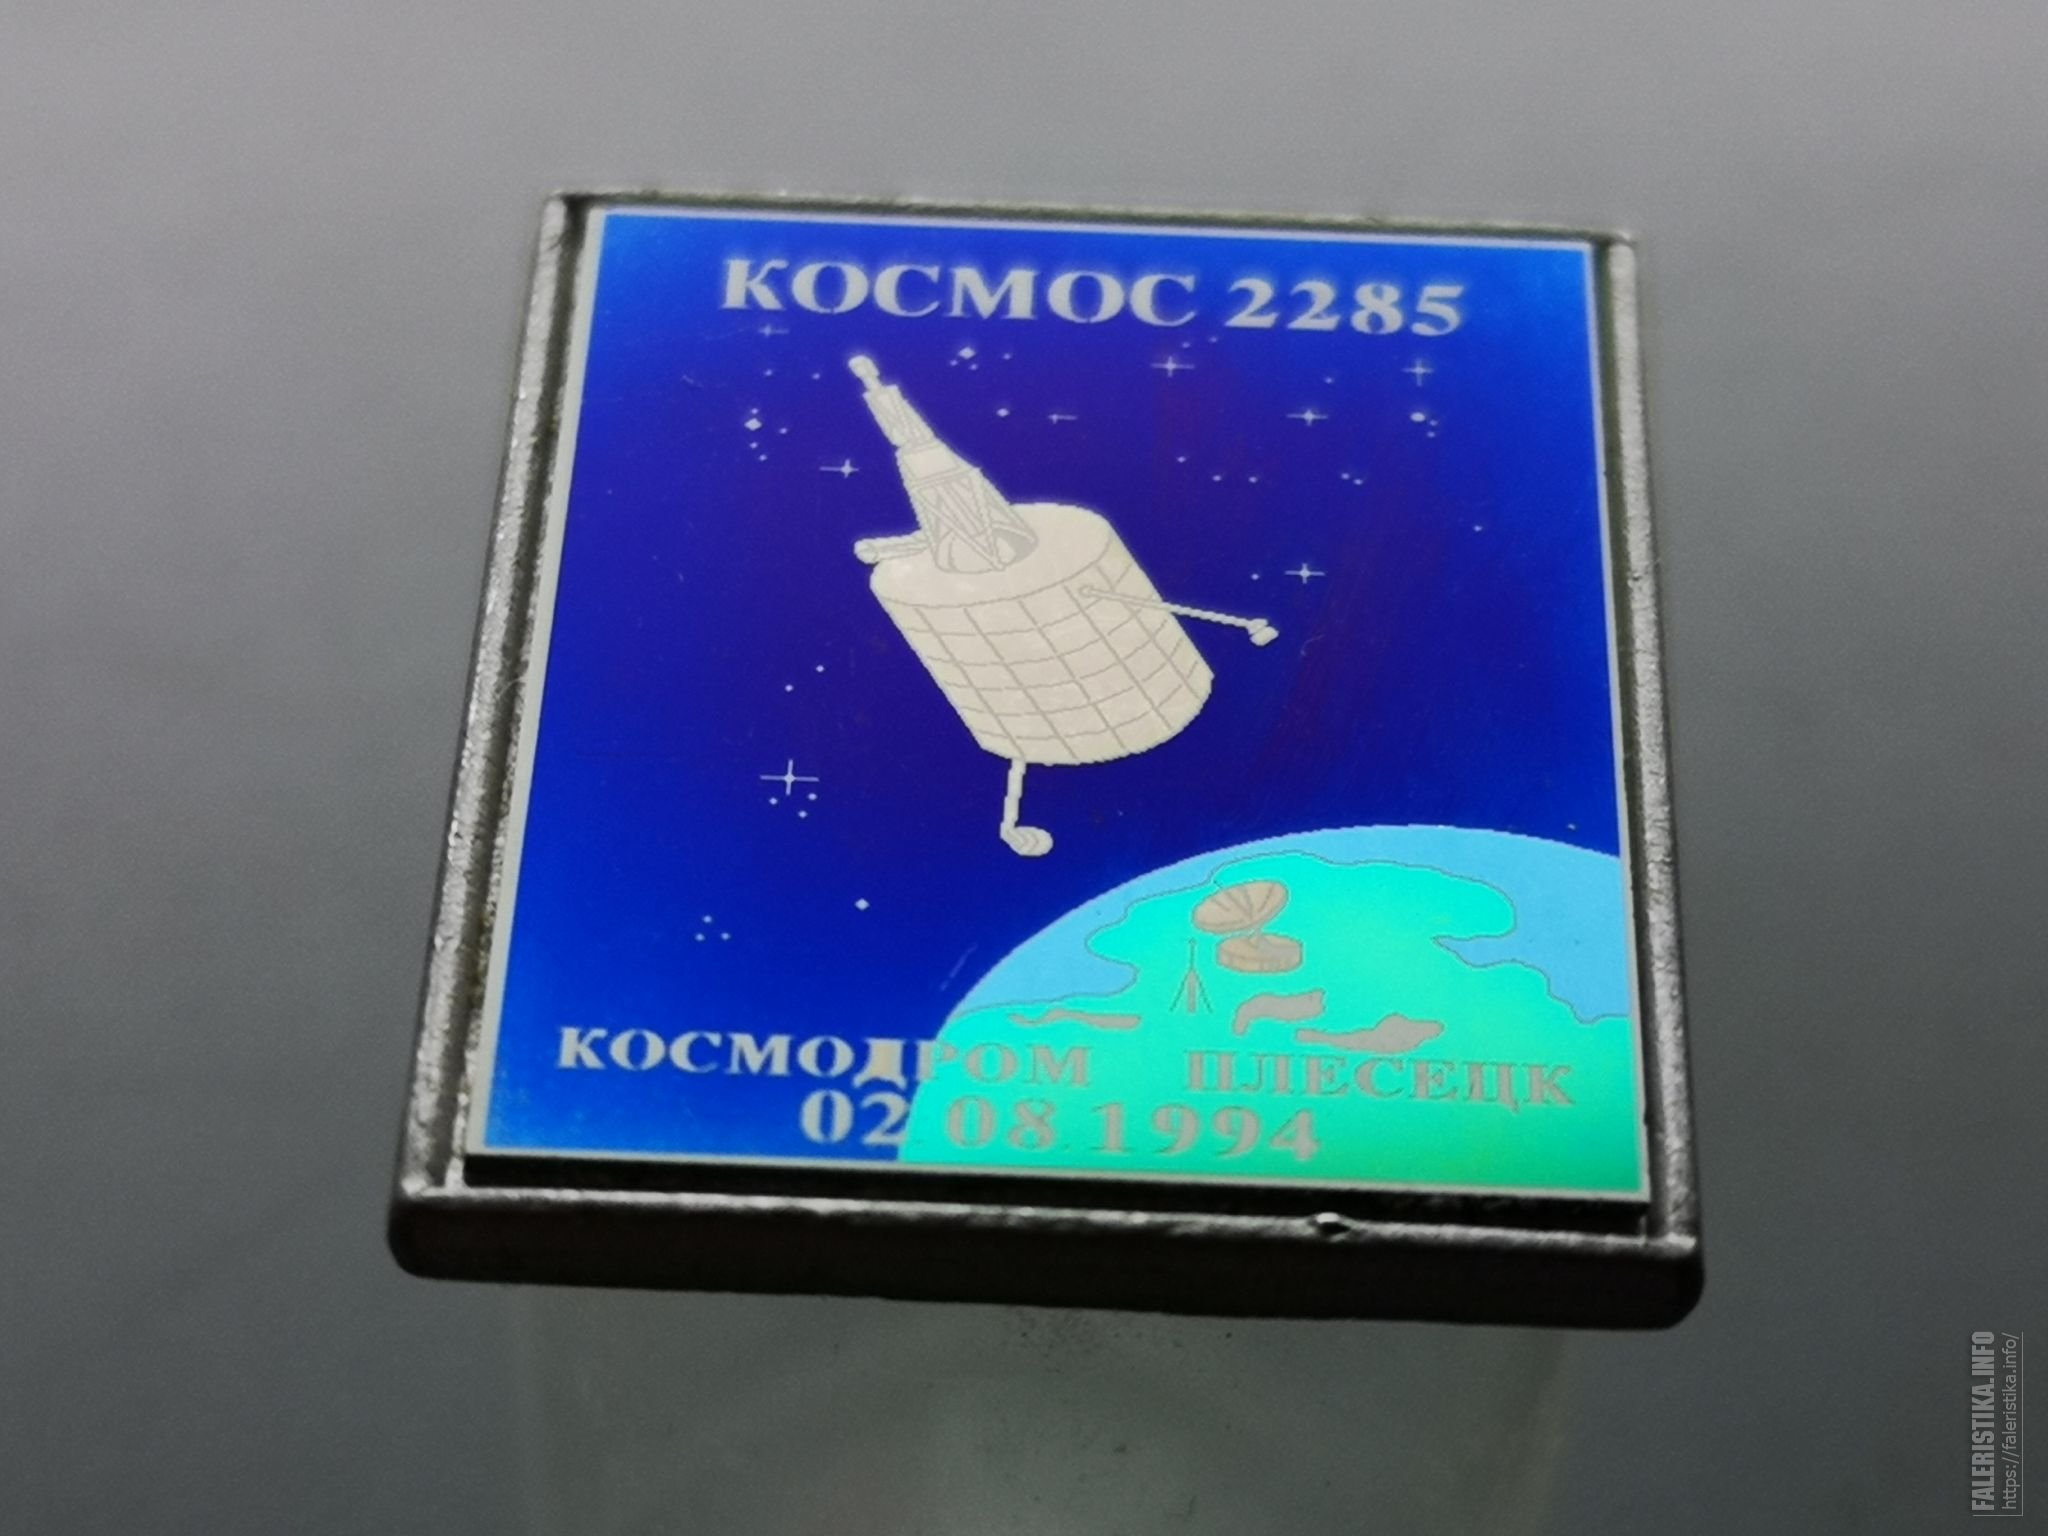 КОСМОС 2285
КОСМОДРОМ ПЛЕСЕЦК
02 08 1994
FALERISTIKA.INFO
https://faleristika.info/